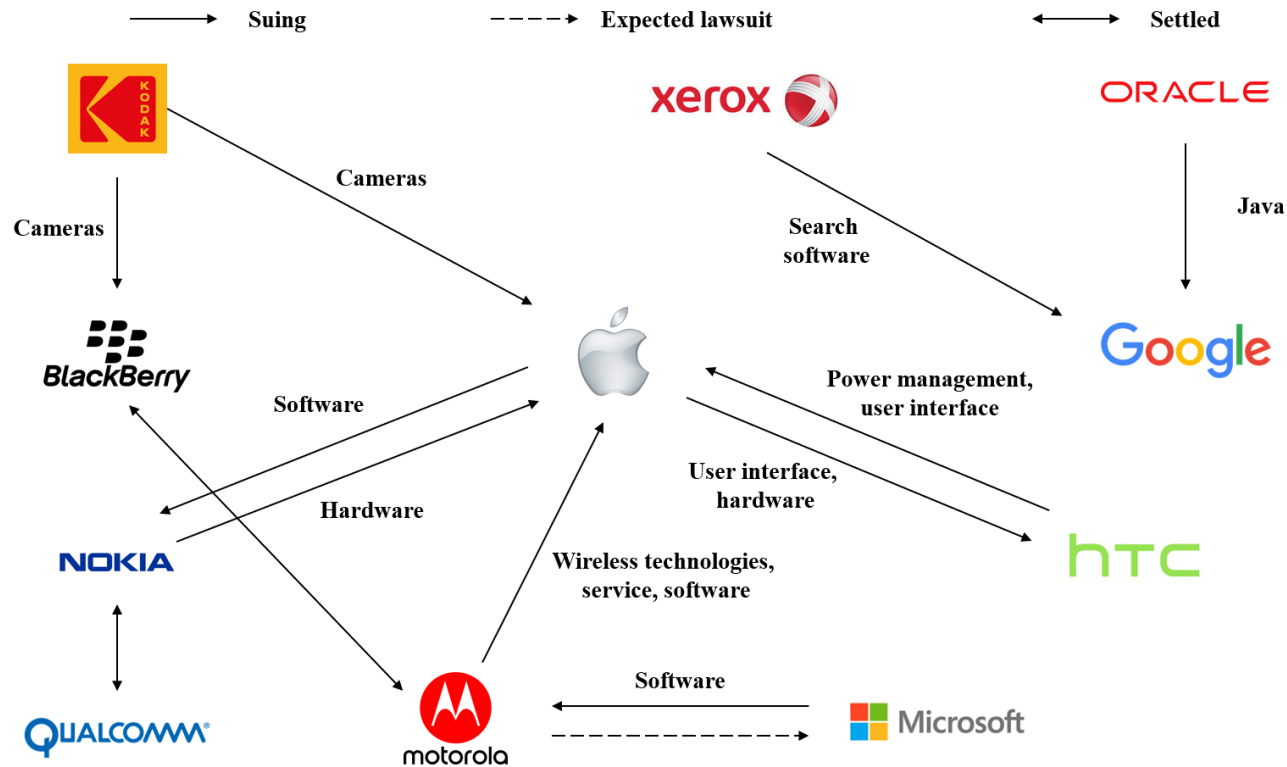 Suing
Expected lawsuit
Settled
KODAK
xerox
ORACLE
Cameras
Cameras
Search
software
Java
BlackBerry
Google
Power management,
user interface
Software
User interface,
hardware
Hardware
NOKIA
hTC
Wireless technologies,
service, software
Software
QUALCOMM®
motorola
Microsoft